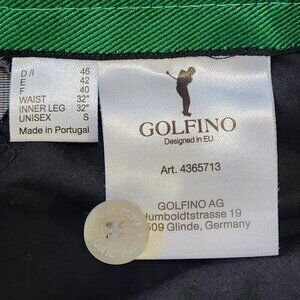 D/I 46
E 42
F 40
WAIST 32"
INNER LEG 32"
UNISEX S
Made in Portugal
GOLFINO
Designed in EU
Art. 4365713
GOLFINO AG
umboldtstrasse 19
509 Glinde, Germany